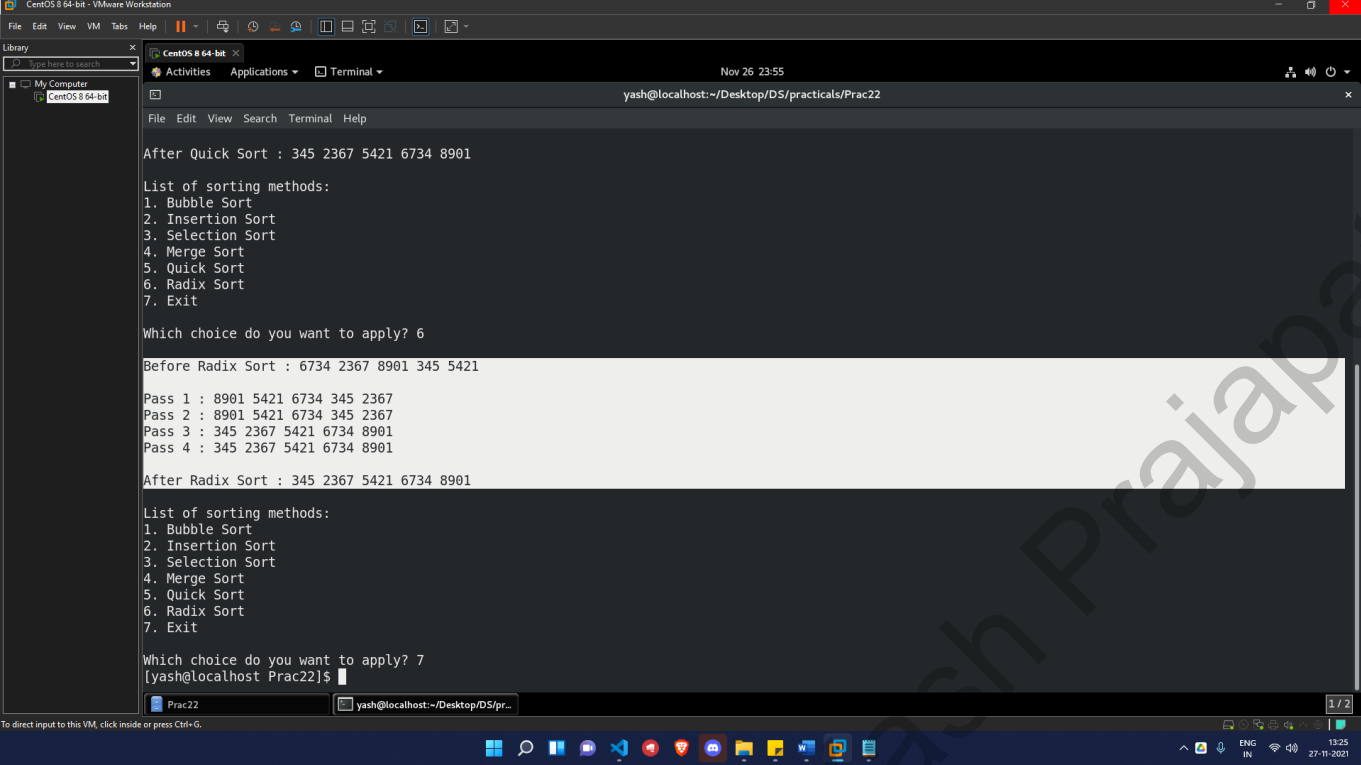 CentOS 8 64-bit - VMware Workstation
File Edit View VM Tabs Help
Library
Type here to search
My Computer
CentOS 8 64-bit
CentOS 8 64-bit
Activities Applications Terminal Nov 26 23:55
yash@localhost:~/Desktop/DS/practicals/Prac22
File Edit View Search Terminal Help
After Quick Sort : 345 2367 5421 6734 8901
List of sorting methods:
1. Bubble Sort
2. Insertion Sort
3. Selection Sort
4. Merge Sort
5. Quick Sort
6. Radix Sort
7. Exit
Which choice do you want to apply? 6
Before Radix Sort : 6734 2367 8901 345 5421
Pass 1 : 8901 5421 6734 345 2367
Pass 2 : 8901 5421 6734 345 2367
Pass 3 : 345 2367 5421 6734 8901
Pass 4 : 345 2367 5421 6734 8901
After Radix Sort : 345 2367 5421 6734 8901
List of sorting methods:
1. Bubble Sort
2. Insertion Sort
3. Selection Sort
4. Merge Sort
5. Quick Sort
6. Radix Sort
7. Exit
Which choice do you want to apply? 7
[yash@localhost Prac22]$
Prac22 yash@localhost:~/Desktop/DS/pr... 1 / 2
To direct input to this VM, click inside or press Ctrl+G.
ENG
IN
13:25
27-11-2021
ash Prajapa